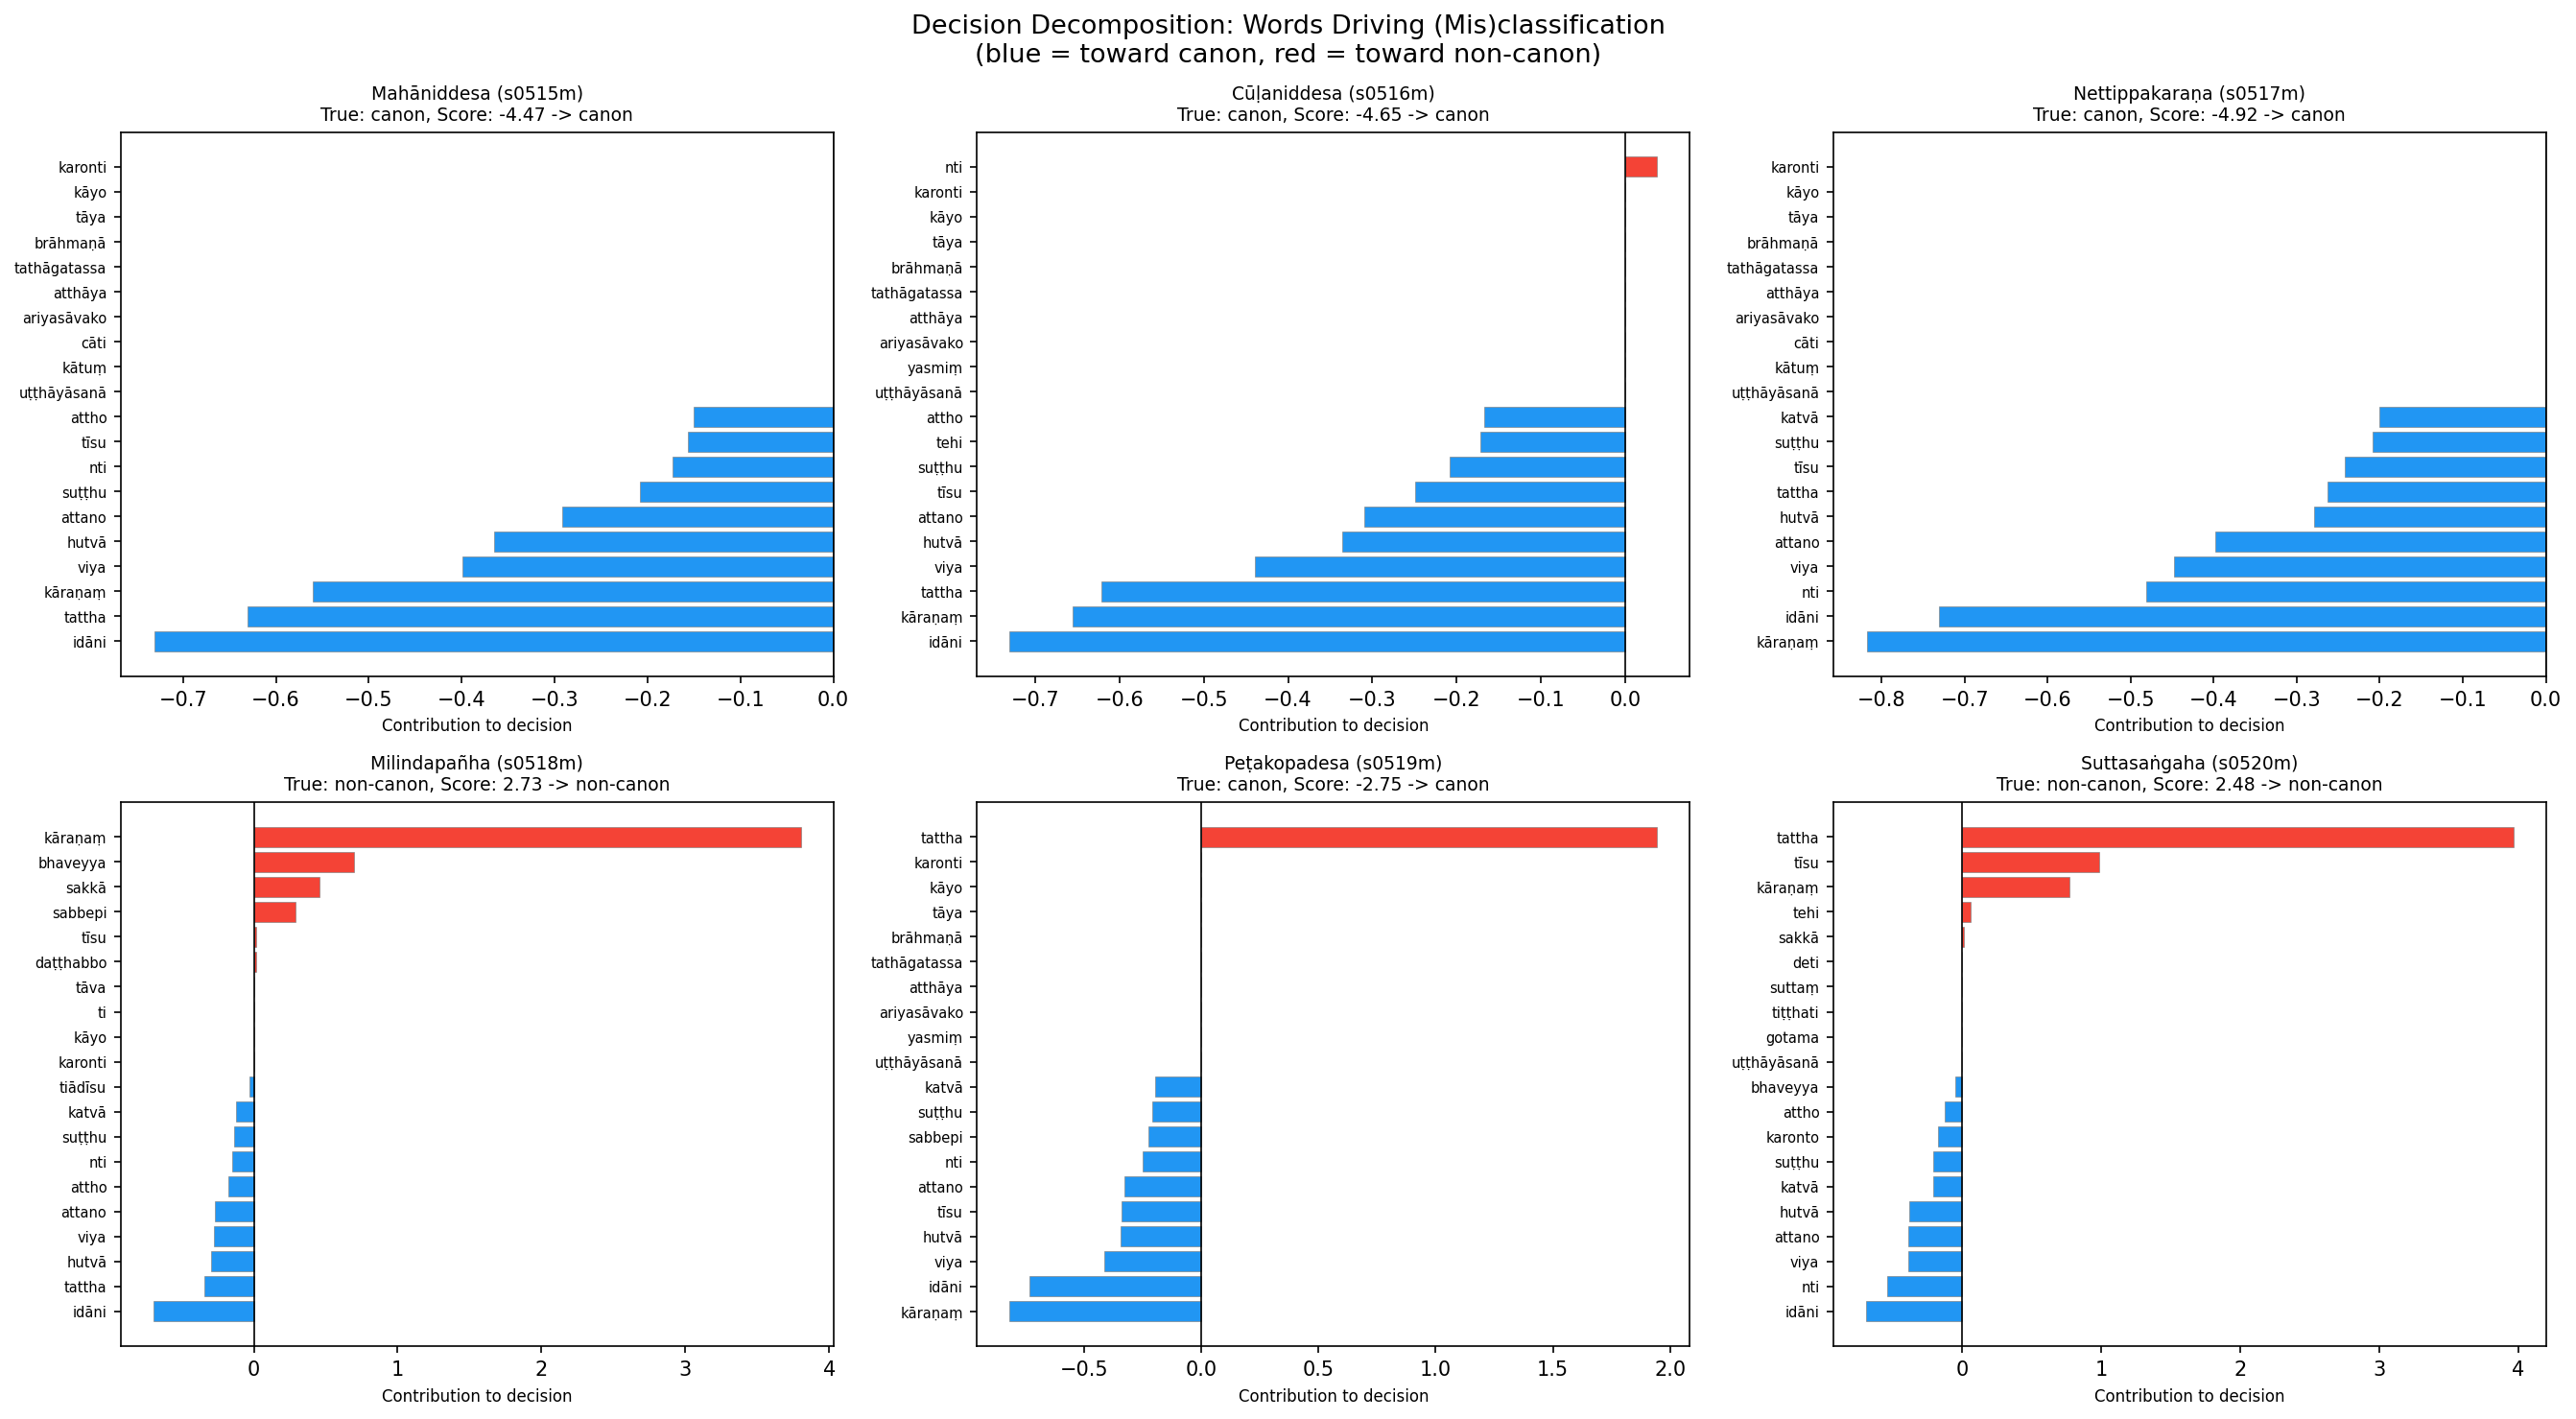 Decision Decomposition: Words Driving (Mis)classification
(blue = toward canon, red = toward non-canon)
Mahāniddesa (s0515m)
True: canon, Score: -4.47 -> canon
karonti
kāyo
tāya
brāhmaṇā
tathāgatassa
atthāya
ariyasāvako
cāti
kātuṃ
uṭṭhāyāsanā
attho
tīsu
nti
suṭṭhu
attano
hutvā
viya
kāraṇaṃ
tattha
idāni
−0.7 −0.6 −0.5 −0.4 −0.3 −0.2 −0.1 0.0
Contribution to decision
Cūḷaniddesa (s0516m)
True: canon, Score: -4.65 -> canon
nti
karonti
kāyo
tāya
brāhmaṇā
tathāgatassa
atthāya
ariyasāvako
yasmiṃ
uṭṭhāyāsanā
attho
tehi
suṭṭhu
tīsu
attano
hutvā
viya
tattha
kāraṇaṃ
idāni
−0.7 −0.6 −0.5 −0.4 −0.3 −0.2 −0.1 0.0
Contribution to decision
Nettippakaraṇa (s0517m)
True: canon, Score: -4.92 -> canon
karonti
kāyo
tāya
brāhmaṇā
tathāgatassa
atthāya
ariyasāvako
cāti
kātuṃ
uṭṭhāyāsanā
katvā
suṭṭhu
tīsu
tattha
hutvā
attano
viya
nti
idāni
kāraṇaṃ
−0.8 −0.7 −0.6 −0.5 −0.4 −0.3 −0.2 −0.1 0.0
Contribution to decision
Milindapañha (s0518m)
True: non-canon, Score: 2.73 -> non-canon
kāraṇaṃ
bhaveyya
sakkā
sabbepi
tīsu
daṭṭhabbo
tāva
ti
kāyo
karonti
tiādīsu
katvā
suṭṭhu
nti
attho
attano
viya
hutvā
tattha
idāni
0 1 2 3 4
Contribution to decision
Peṭakopadesa (s0519m)
True: canon, Score: -2.75 -> canon
tattha
karonti
kāyo
tāya
brāhmaṇā
tathāgatassa
atthāya
ariyasāvako
yasmiṃ
uṭṭhāyāsanā
katvā
suṭṭhu
sabbepi
nti
attano
tīsu
hutvā
viya
idāni
kāraṇaṃ
−0.5 0.0 0.5 1.0 1.5 2.0
Contribution to decision
Suttasaṅgaha (s0520m)
True: non-canon, Score: 2.48 -> non-canon
tattha
tīsu
kāraṇaṃ
tehi
sakkā
deti
suttaṃ
tiṭṭhati
gotama
uṭṭhāyāsanā
bhaveyya
attho
karonto
suṭṭhu
katvā
hutvā
attano
viya
nti
idāni
0 1 2 3 4
Contribution to decision